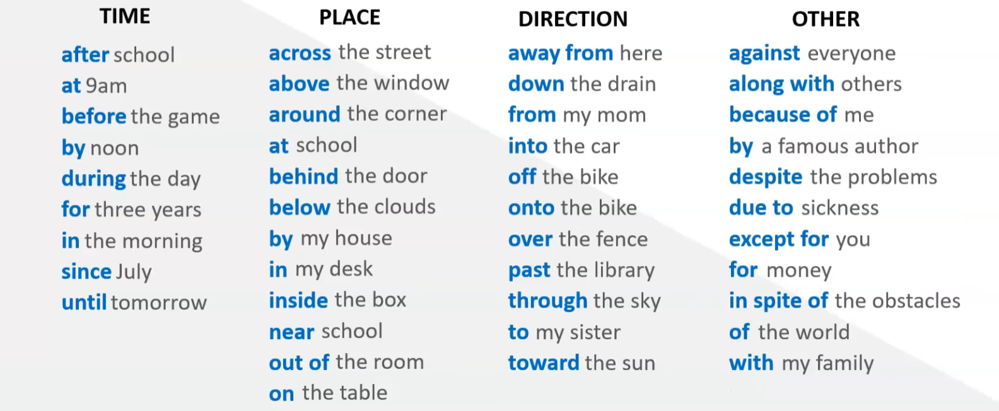 TIME
after school
at 9am
before the game
by noon
during the day
for three years
in the morning
since July
until tomorrow
PLACE
across the street
above the window
around the corner
at school
behind the door
below the clouds
by my house
in my desk
inside the box
near school
out of the room
on the table
DIRECTION
away from here
down the drain
from my mom
into the car
off the bike
onto the bike
over the fence
past the library
through the sky
to my sister
toward the sun
OTHER
against everyone
along with others
because of me
by a famous author
despite the problems
due to sickness
except for you
for money
in spite of the obstacles
of the world
with my family